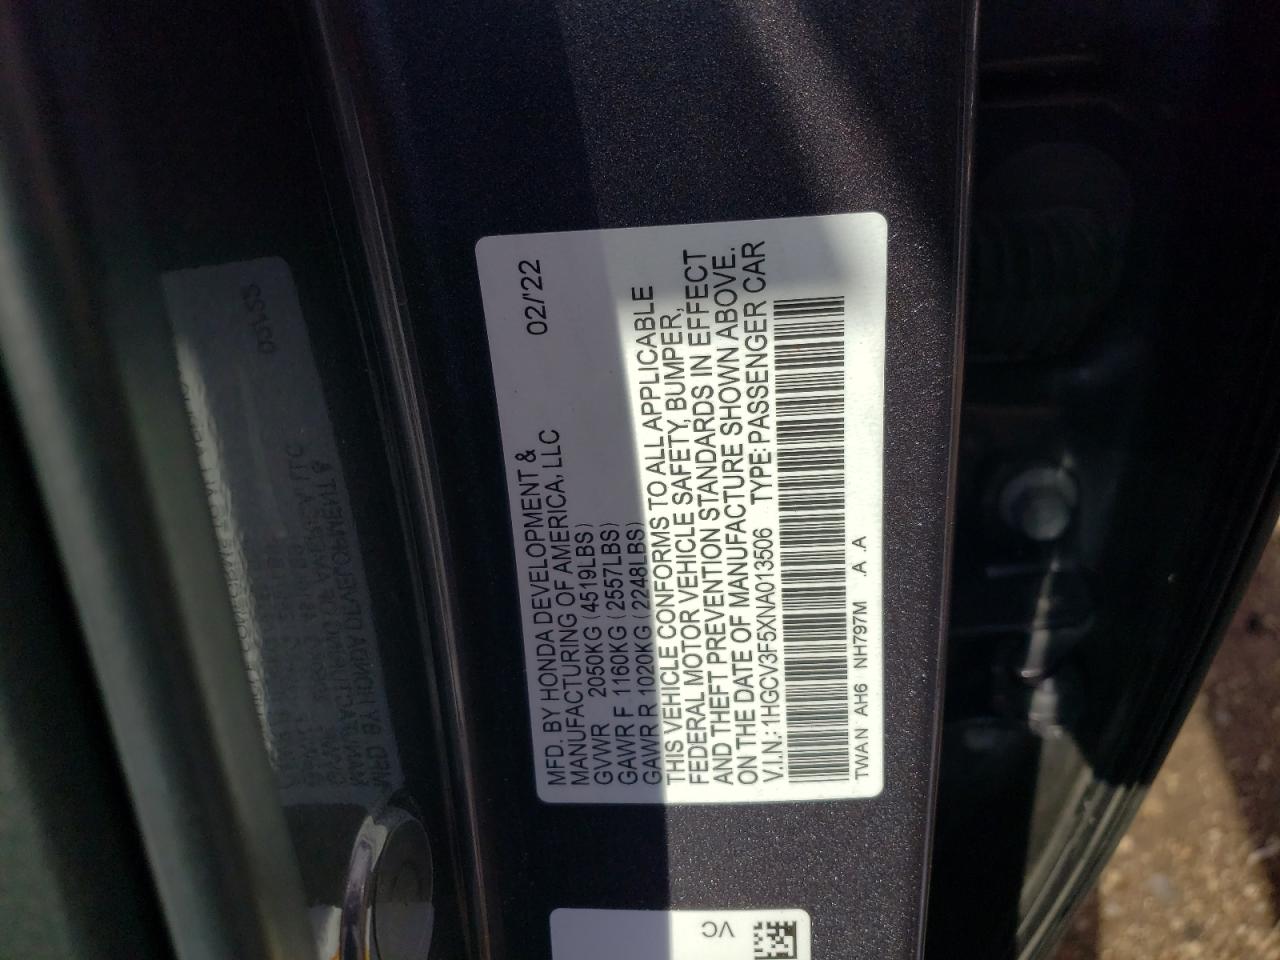 02/'22
MFD. BY HONDA DEVELOPMENT &
MANUFACTURING OF AMERICA, LLC
GVWR 2050KG (4519LBS)
GAWR F 1160KG (2557LBS)
GAWR R 1020KG (2248LBS)
THIS VEHICLE CONFORMS TO ALL APPLICABLE
FEDERAL MOTOR VEHICLE SAFETY, BUMPER,
AND THEFT PREVENTION STANDARDS IN EFFECT
ON THE DATE OF MANUFACTURE SHOWN ABOVE.
V.I.N.: 1HGCV3F5XNA013506 TYPE: PASSENGER CAR
TWAN AH6 NH797M .A .A
VC